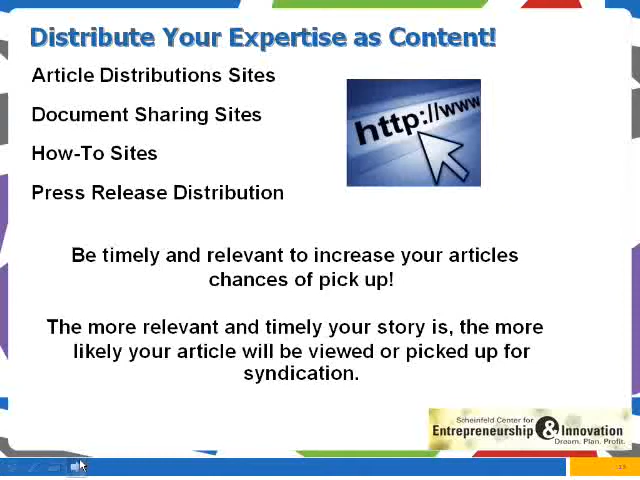 Distribute Your Expertise as Content!
Article Distributions Sites
Document Sharing Sites
How-To Sites
Press Release Distribution
http://www
Be timely and relevant to increase your articles
chances of pick up!
The more relevant and timely your story is, the more
likely your article will be viewed or picked up for
syndication.
Scheinfeld Center for
Entrepreneurship & Innovation
Dream. Plan. Profit.